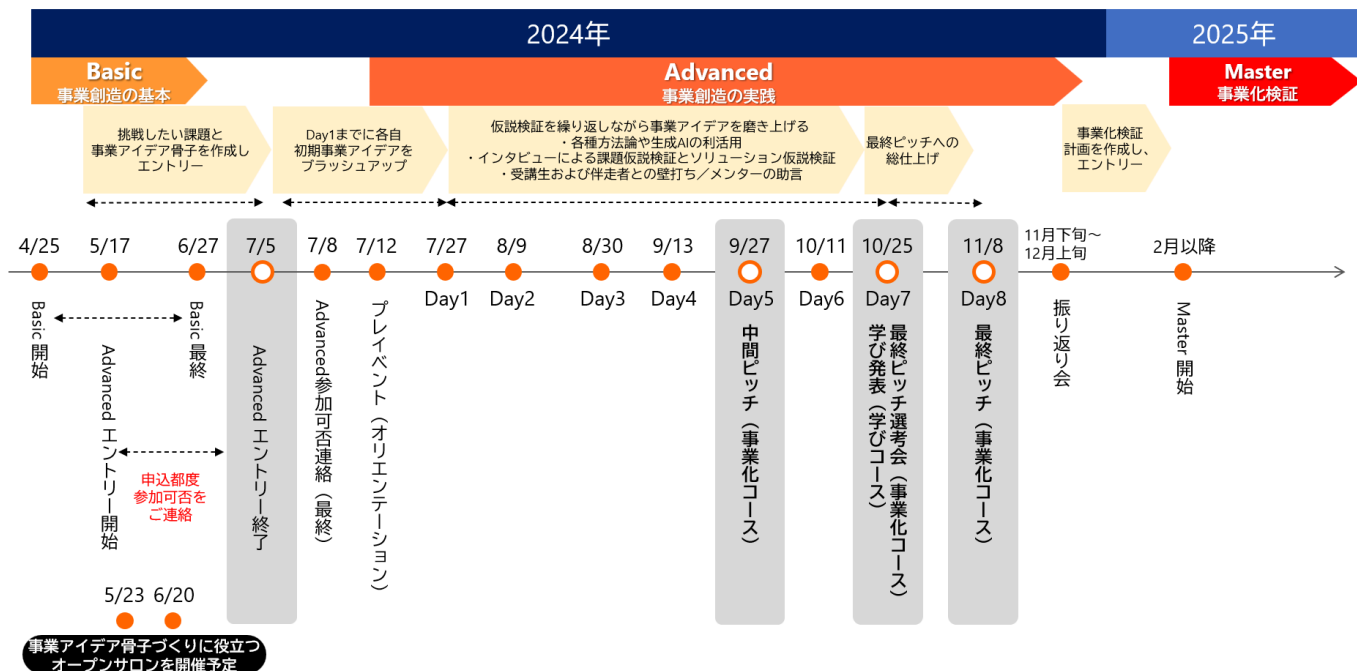 2024年
2025年
Basic
事業創造の基本
Advanced
事業創造の実践
Master
事業化検証
挑戦したい課題と
事業アイデア骨子を作成し
エントリー
Day1までに各自
初期事業アイデアを
ブラッシュアップ
仮説検証を繰り返しながら事業アイデアを磨き上げる
・各種方法論や生成AIの利活用
・インタビューによる課題仮説検証とソリューション仮説検証
・受講生および伴走者との壁打ち／メンターの助言
最終ピッチへの
総仕上げ
事業化検証
計画を作成し、
エントリー
4/25
Basic 開始
5/17
Advanced エントリー開始
6/27
Basic 最終
7/5
Advanced エントリー終了
7/8
Advanced参加可否連絡（最終）
7/12
プレイベント（オリエンテーション）
7/27
Day1
8/9
Day2
8/30
Day3
9/13
Day4
9/27
Day5
中間ピッチ（事業化コース）
10/11
Day6
10/25
Day7
最終ピッチ選考会（事業化コース）
学び発表（学びコース）
11/8
Day8
最終ピッチ（事業化コース）
11月下旬～
12月上旬
振り返り会
2月以降
Master 開始
申込都度
参加可否を
ご連絡
5/23
6/20
事業アイデア骨子づくりに役立つ
オープンサロンを開催予定